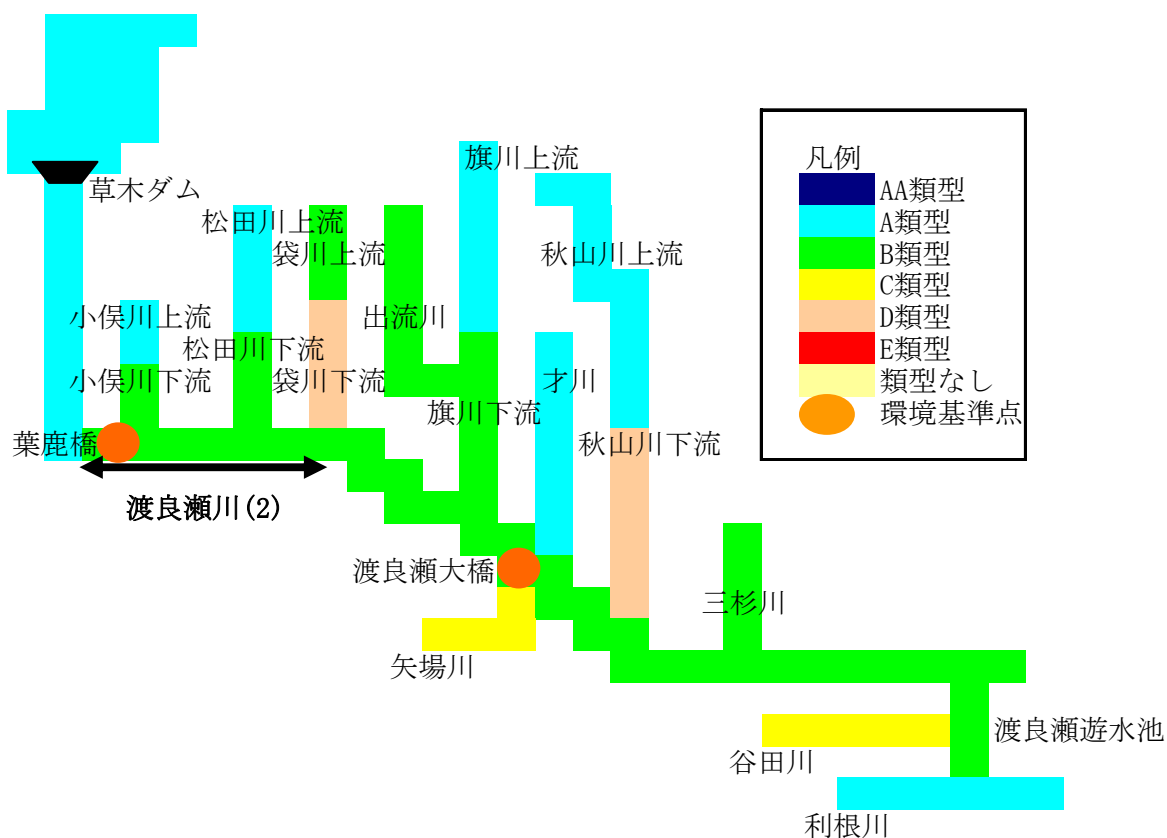 旗川上流
草木ダム
松田川上流
袋川上流
秋山川上流
小俣川上流
出流川
松田川下流
小俣川下流
袋川下流
才川
旗川下流
葉鹿橋
秋山川下流
渡良瀬川(2)
渡良瀬大橋
三杉川
矢場川
渡良瀬遊水池
谷田川
利根川
凡例
AA類型
A類型
B類型
C類型
D類型
E類型
類型なし
環境基準点